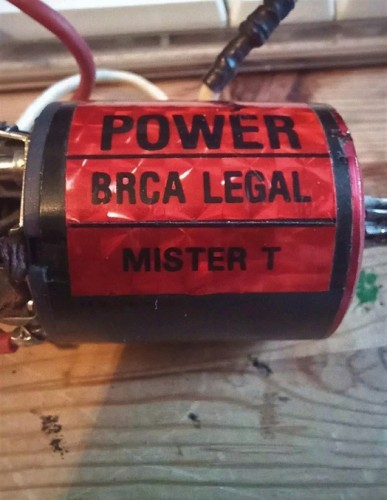 POWER
BRCA LEGAL
MISTER T